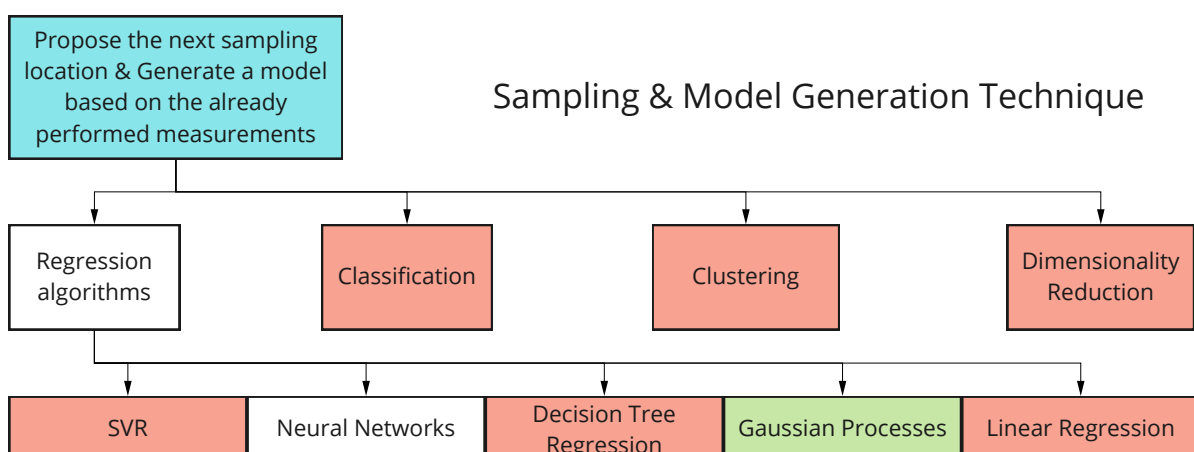 Propose the next sampling
location & Generate a model
based on the already
performed measurements
Sampling & Model Generation Technique
Regression
algorithms
Classification
Clustering
Dimensionality
Reduction
SVR
Neural Networks
Decision Tree
Regression
Gaussian Processes
Linear Regression